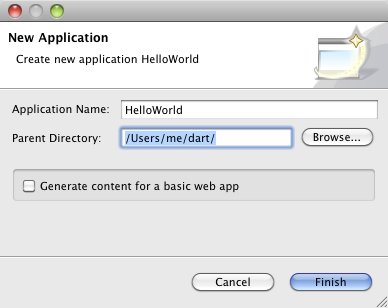 New Application
Create new application HelloWorld
Application Name: HelloWorld
Parent Directory: /Users/me/dart/ Browse...
Generate content for a basic web app
Cancel Finish